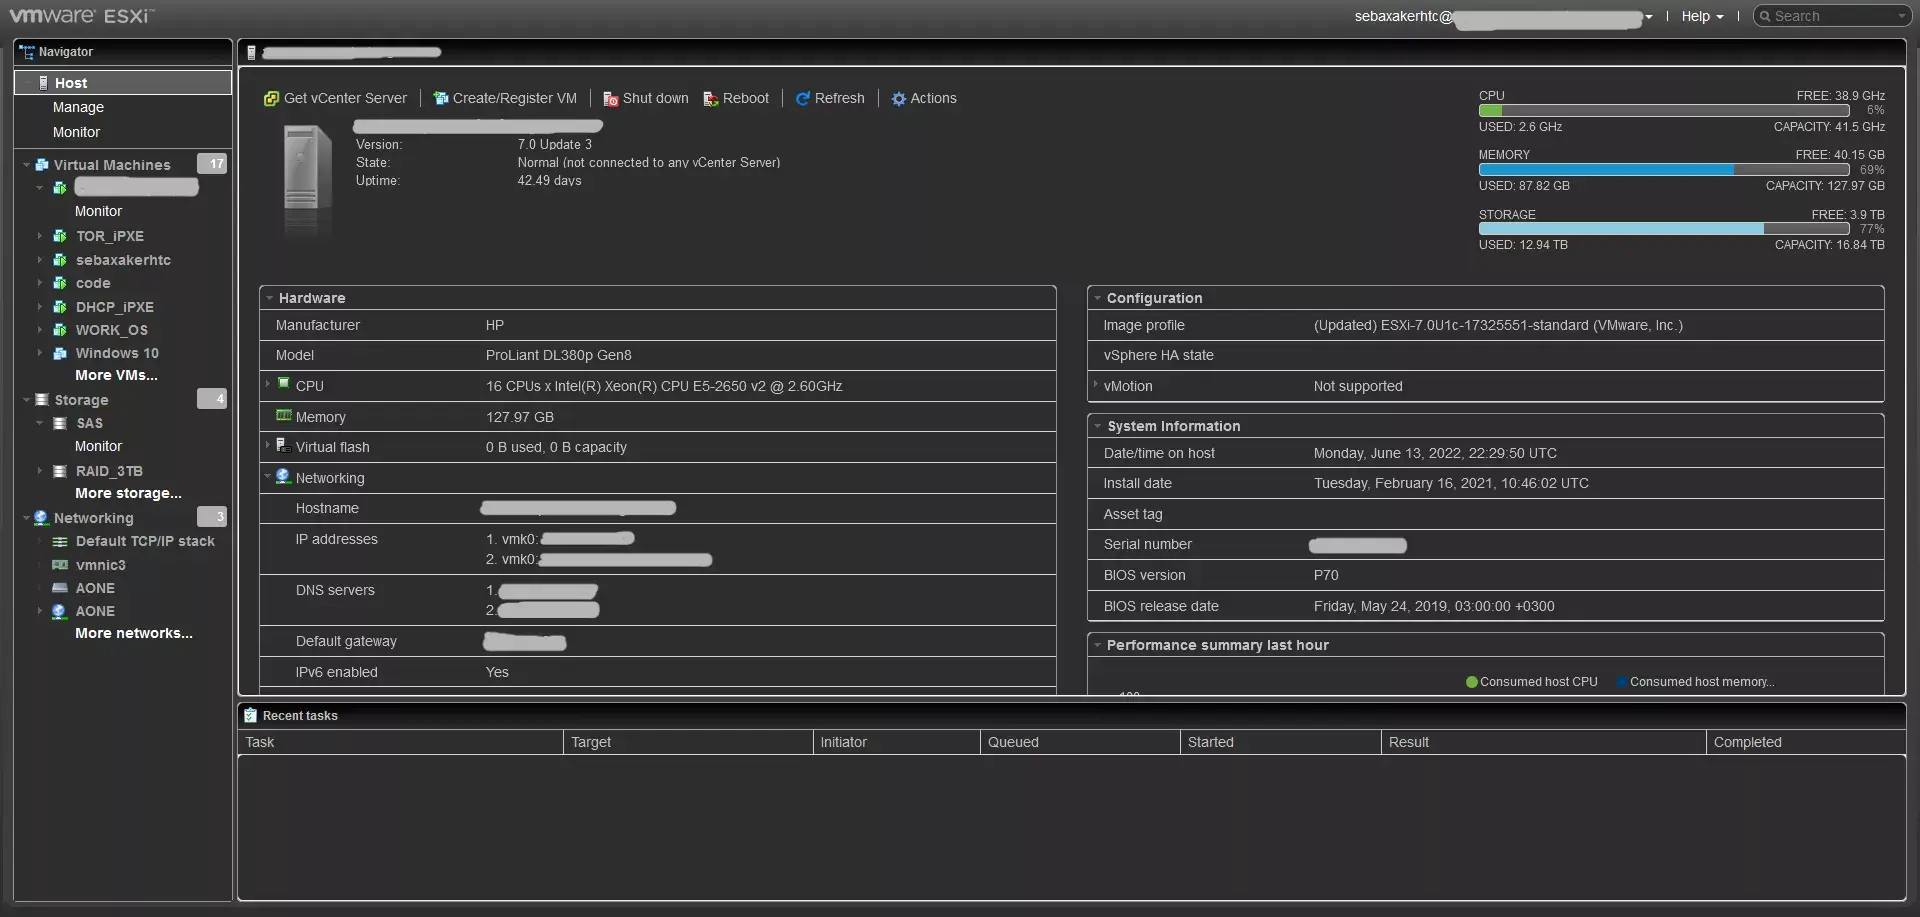 vmware ESXi
sebaxakerhtc@
Help
Search
Navigator
Host
Manage
Monitor
Virtual Machines 17
Monitor
TOR_iPXE
sebaxakerhtc
code
DHCP_iPXE
WORK_OS
Windows 10
More VMs...
Storage 4
SAS
Monitor
RAID_3TB
More storage...
Networking 3
Default TCP/IP stack
vmnic3
AONE
AONE
More networks...
Get vCenter Server
Create/Register VM
Shut down
Reboot
Refresh
Actions
Version: 7.0 Update 3
State: Normal (not connected to any vCenter Server)
Uptime: 42.49 days
CPU FREE: 38.9 GHz
6%
USED: 2.6 GHz CAPACITY: 41.5 GHz
MEMORY FREE: 40.15 GB
69%
USED: 87.82 GB CAPACITY: 127.97 GB
STORAGE FREE: 3.9 TB
77%
USED: 12.94 TB CAPACITY: 16.84 TB
Hardware
Manufacturer HP
Model ProLiant DL380p Gen8
CPU 16 CPUs x Intel(R) Xeon(R) CPU E5-2650 v2 @ 2.60GHz
Memory 127.97 GB
Virtual flash 0 B used, 0 B capacity
Networking
Hostname
IP addresses 1. vmk0:
2. vmk0:
DNS servers 1.
2.
Default gateway
IPv6 enabled Yes
Configuration
Image profile (Updated) ESXi-7.0U1c-17325551-standard (VMware, Inc.)
vSphere HA state
vMotion Not supported
System Information
Date/time on host Monday, June 13, 2022, 22:29:50 UTC
Install date Tuesday, February 16, 2021, 10:46:02 UTC
Asset tag
Serial number
BIOS version P70
BIOS release date Friday, May 24, 2019, 03:00:00 +0300
Performance summary last hour
Consumed host CPU Consumed host memory...
100
Recent tasks
Task Target Initiator Queued Started Result Completed